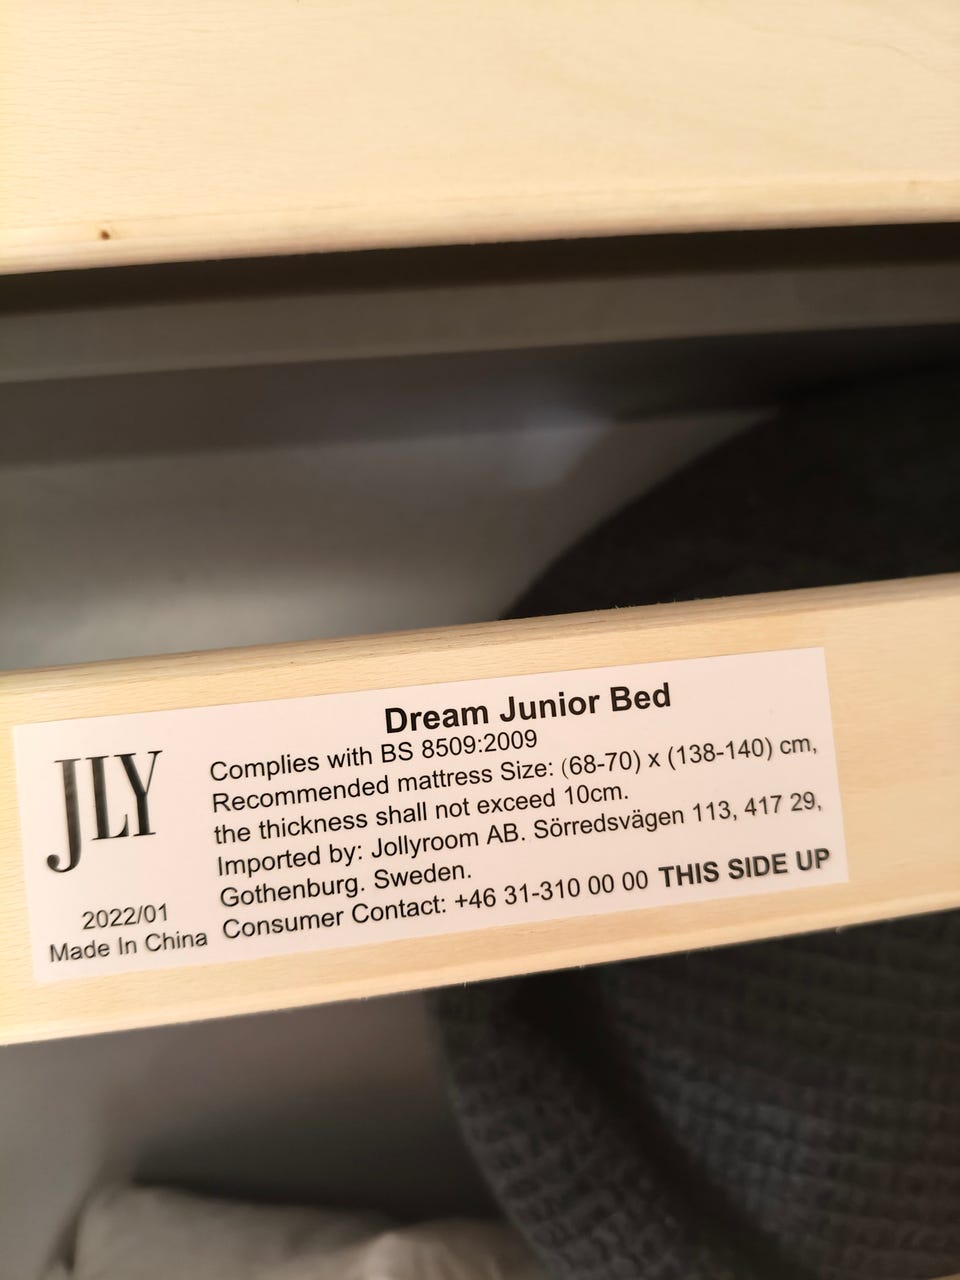 Dream Junior Bed
JLY
Complies with BS 8509:2009
Recommended mattress Size: (68-70) x (138-140) cm,
the thickness shall not exceed 10cm.
Imported by: Jollyroom AB. Sörredsvägen 113, 417 29,
Gothenburg. Sweden.
Consumer Contact: +46 31-310 00 00 THIS SIDE UP
2022/01
Made In China